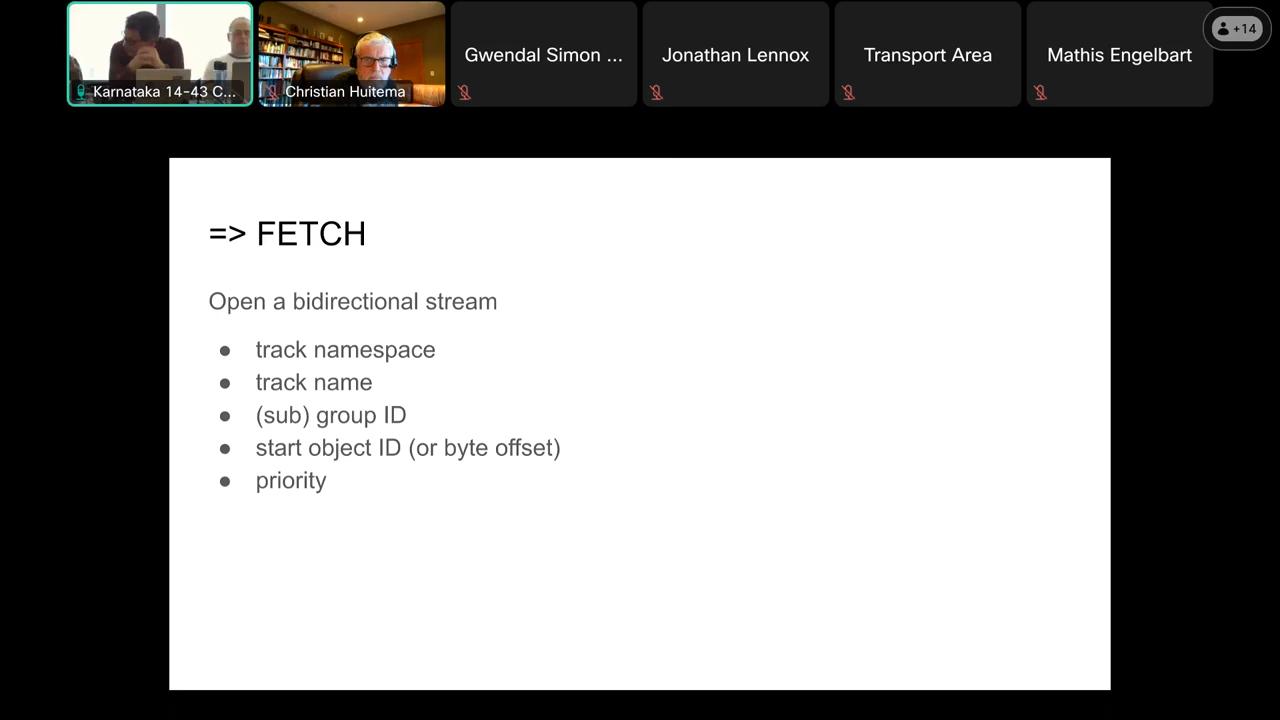 Karnataka 14-43 C...
Christian Huitema
Gwendal Simon ...
Jonathan Lennox
Transport Area
Mathis Engelbart
+14
=> FETCH
Open a bidirectional stream
● track namespace
● track name
● (sub) group ID
● start object ID (or byte offset)
● priority